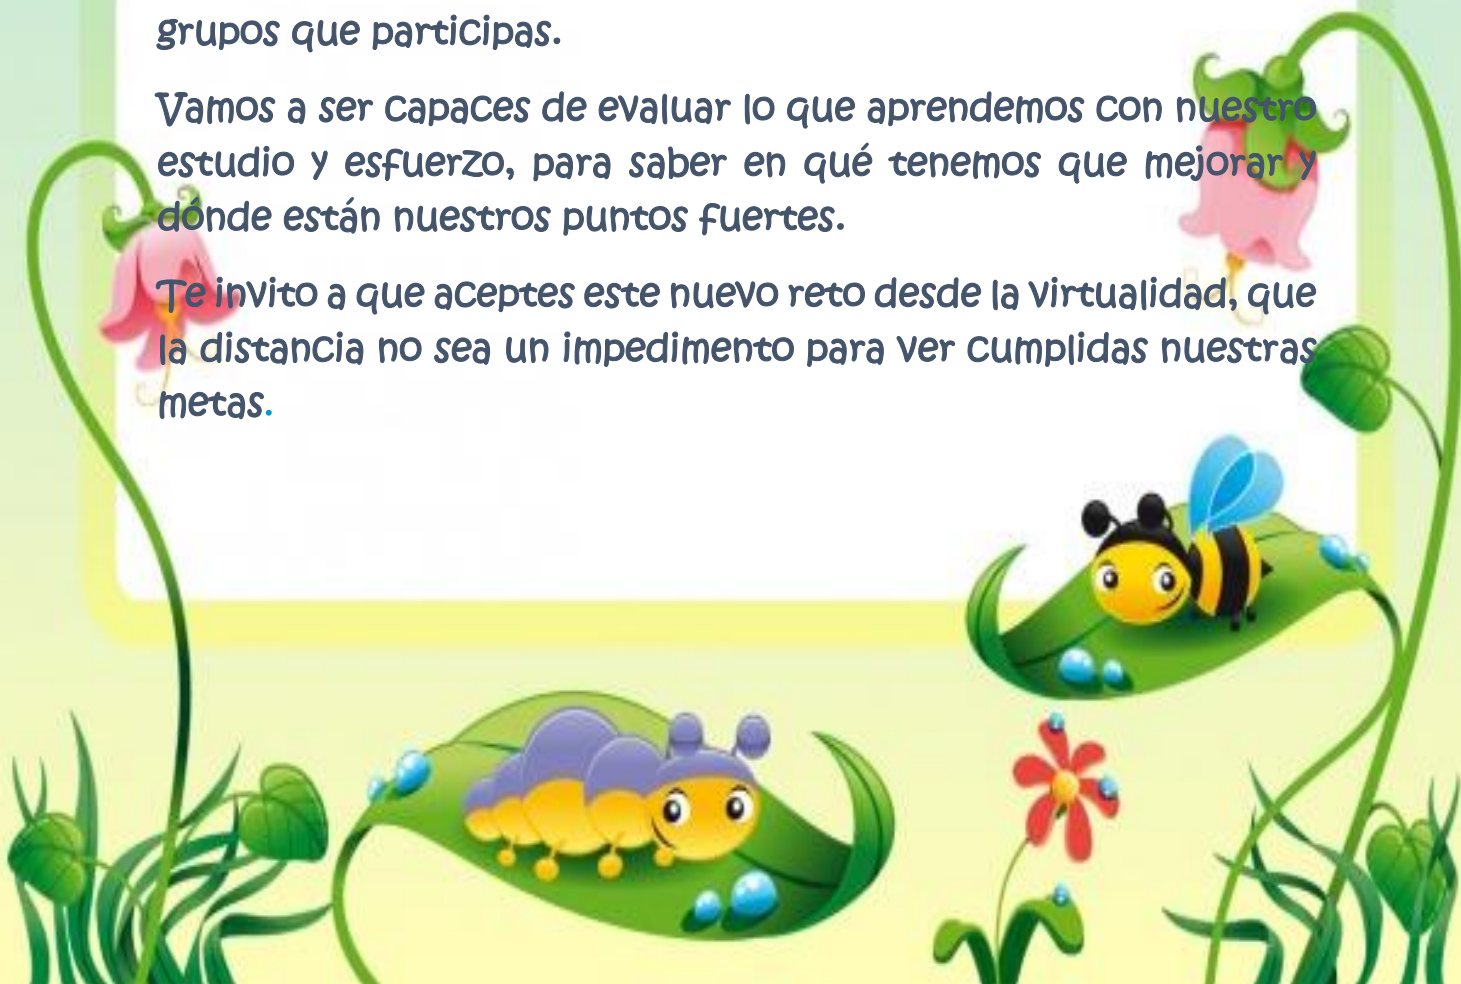 grupos que participas.
Vamos a ser capaces de evaluar lo que aprendemos con nuestro
estudio y esfuerzo, para saber en qué tenemos que mejorar y
dónde están nuestros puntos fuertes.
Te invito a que aceptes este nuevo reto desde la virtualidad, que
la distancia no sea un impedimento para ver cumplidas nuestras
metas.